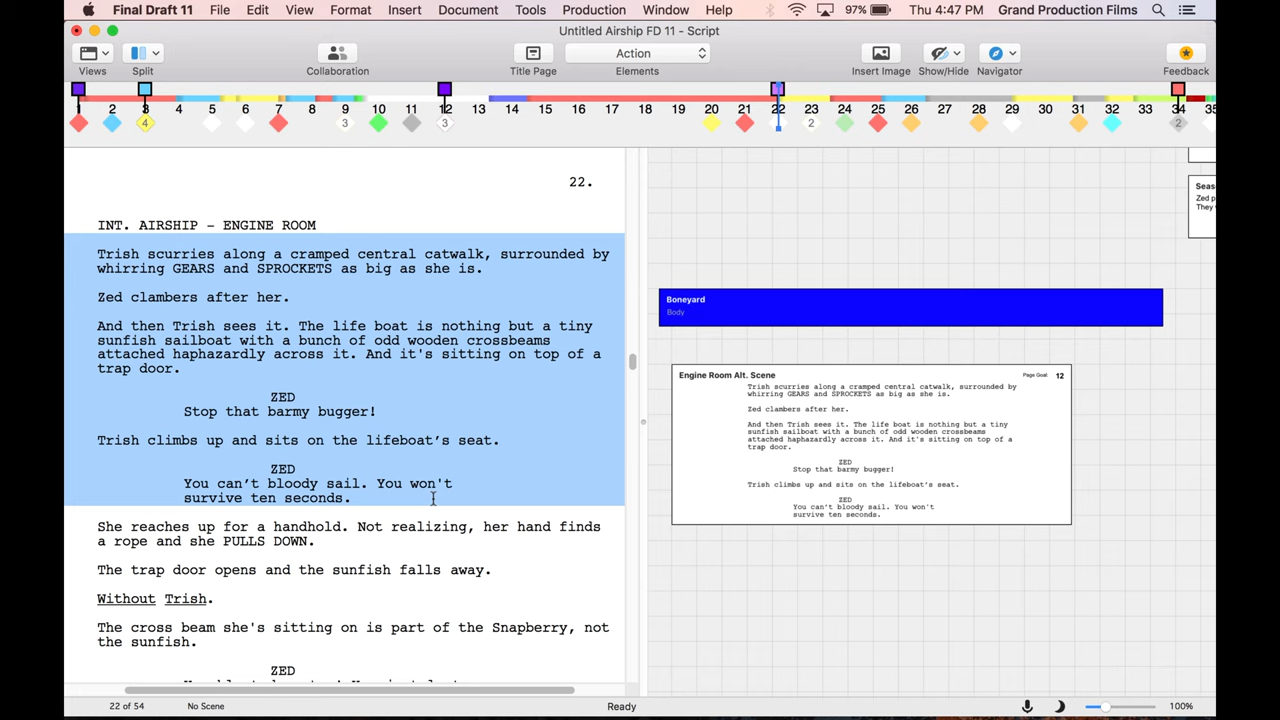 Final Draft 11 File Edit View Format Insert Document Tools Production Window Help 97% Thu 4:47 PM Grand Production Films
Untitled Airship FD 11 - Script
Action
Views Split Collaboration Title Page Elements Insert Image Show/Hide Navigator Feedback
1 2 3 4 5 6 7 8 9 10 11 12 13 14 15 16 17 18 19 20 21 22 23 24 25 26 27 28 29 30 31 32 33 34 35
4 3 3 2 2
22.
INT. AIRSHIP – ENGINE ROOM
Trish scurries along a cramped central catwalk, surrounded by
whirring GEARS and SPROCKETS as big as she is.
Zed clambers after her.
And then Trish sees it. The life boat is nothing but a tiny
sunfish sailboat with a bunch of odd wooden crossbeams
attached haphazardly across it. And it's sitting on top of a
trap door.
ZED
Stop that barmy bugger!
Trish climbs up and sits on the lifeboat’s seat.
ZED
You can’t bloody sail. You won't
survive ten seconds.
She reaches up for a handhold. Not realizing, her hand finds
a rope and she PULLS DOWN.
The trap door opens and the sunfish falls away.
Without Trish.
The cross beam she's sitting on is part of the Snapberry, not
the sunfish.
ZED
Seas
Zed p
They
Boneyard
Body
Engine Room Alt. Scene Page Goal: 12
Trish scurries along a cramped central catwalk, surrounded by
whirring GEARS and SPROCKETS as big as she is.
Zed clambers after her.
And then Trish sees it. The life boat is nothing but a tiny
sunfish sailboat with a bunch of odd wooden crossbeams
attached haphazardly across it. And it's sitting on top of a
trap door.
ZED
Stop that barmy bugger!
Trish climbs up and sits on the lifeboat’s seat.
ZED
You can’t bloody sail. You won't
survive ten seconds.
22 of 54 No Scene Ready 100%